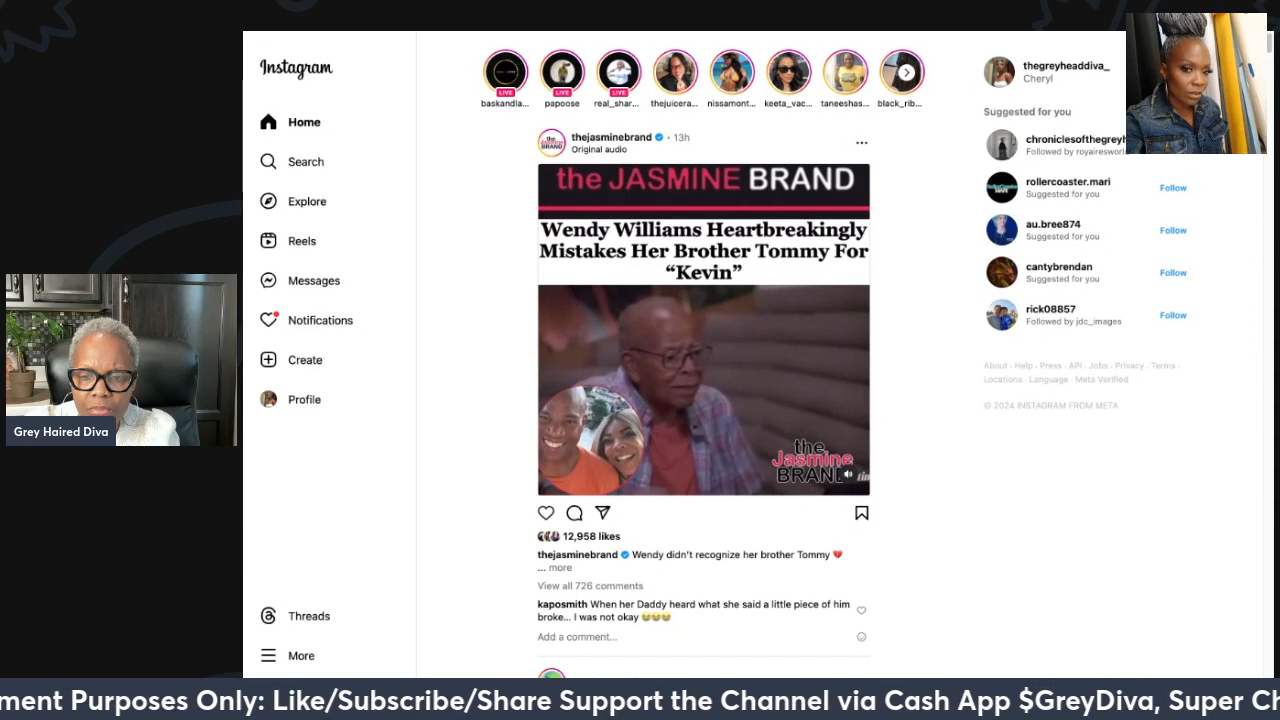 Instagram
Home
Search
Explore
Reels
Messages
Notifications
Create
Profile
Threads
More
LIVE
LIVE
LIVE
baskandla...
papoose
real_shar...
thejuicera...
nissamont...
keeta_vac...
taneeshas...
black_rib...
thejasminebrand • 13h
Original audio
the JASMINE BRAND
Wendy Williams Heartbreakingly
Mistakes Her Brother Tommy For
“Kevin”
the
Jasmine
BRAND
12,958 likes
thejasminebrand Wendy didn't recognize her brother Tommy 💔
... more
View all 726 comments
kaposmith When her Daddy heard what she said a little piece of him
broke... I was not okay 😭😭😭
Add a comment...
thegreyheaddiva_
Cheryl
Suggested for you
chroniclesofthegreyh
Followed by royairesworl
rollercoaster.mari
Suggested for you
Follow
au.bree874
Suggested for you
Follow
cantybrendan
Suggested for you
Follow
rick08857
Followed by jdc_images
Follow
About · Help · Press · API · Jobs · Privacy · Terms ·
Locations · Language · Meta Verified
© 2024 INSTAGRAM FROM META
Grey Haired Diva
ment Purposes Only: Like/Subscribe/Share Support the Channel via Cash App $GreyDiva, Super Ch